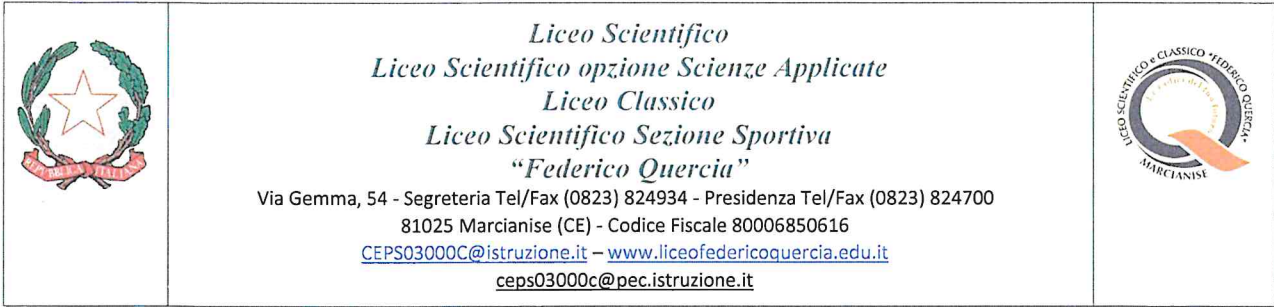 Liceo Scientifico
Liceo Scientifico opzione Scienze Applicate
Liceo Classico
Liceo Scientifico Sezione Sportiva
“Federico Quercia”
Via Gemma, 54 - Segreteria Tel/Fax (0823) 824934 - Presidenza Tel/Fax (0823) 824700
81025 Marcianise (CE) - Codice Fiscale 80006850616
CEPS03000C@istruzione.it – www.liceofedericoquercia.edu.it
ceps03000c@pec.istruzione.it
REPUBBLICA ITALIANA
LICEO SCIENTIFICO e CLASSICO "FEDERICO QUERCIA"
MARCIANISE